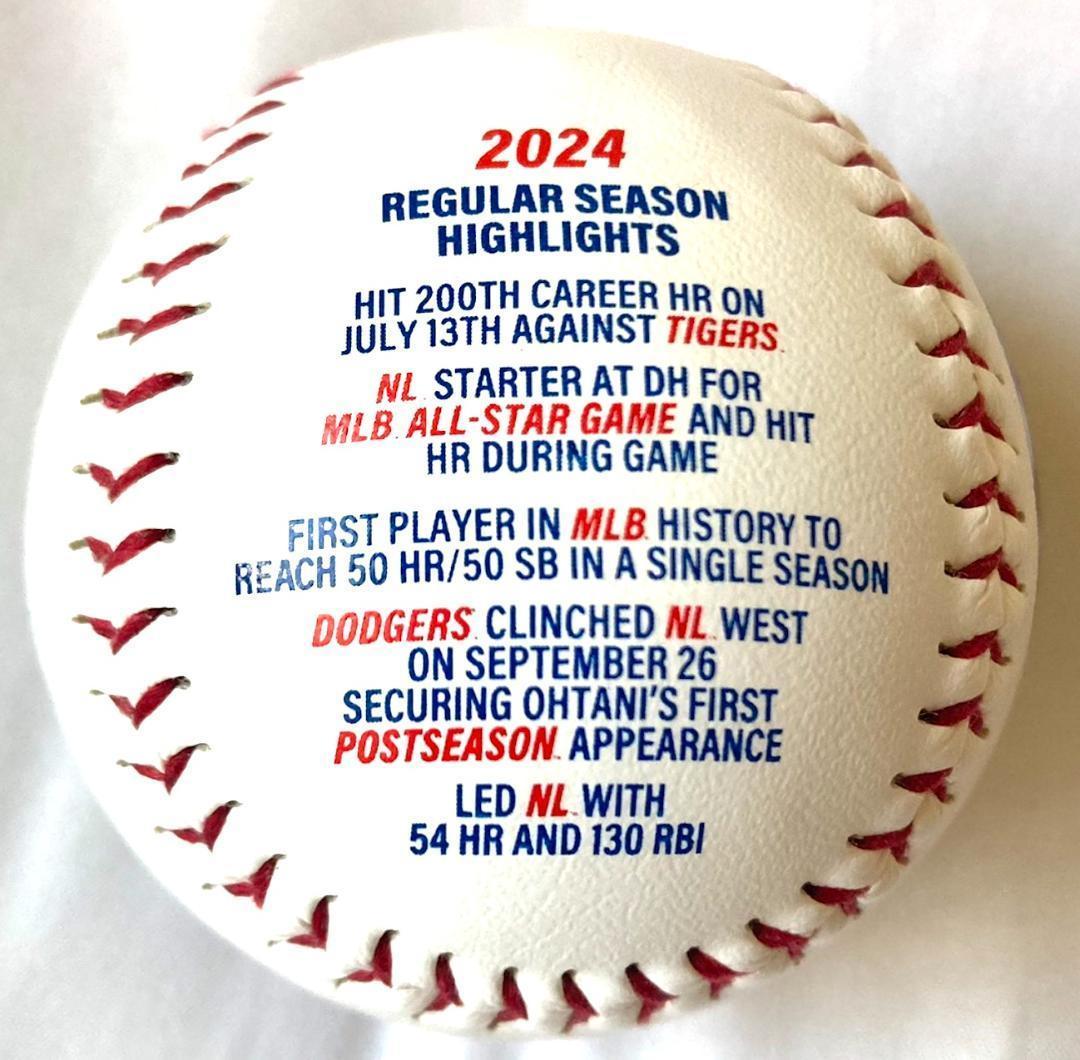 2024
REGULAR SEASON
HIGHLIGHTS
HIT 200TH CAREER HR ON
JULY 13TH AGAINST TIGERS
NL STARTER AT DH FOR
MLB ALL-STAR GAME AND HIT
HR DURING GAME
FIRST PLAYER IN MLB HISTORY TO
REACH 50 HR/50 SB IN A SINGLE SEASON
DODGERS CLINCHED NL WEST
ON SEPTEMBER 26
SECURING OHTANI'S FIRST
POSTSEASON APPEARANCE
LED NL WITH
54 HR AND 130 RBI